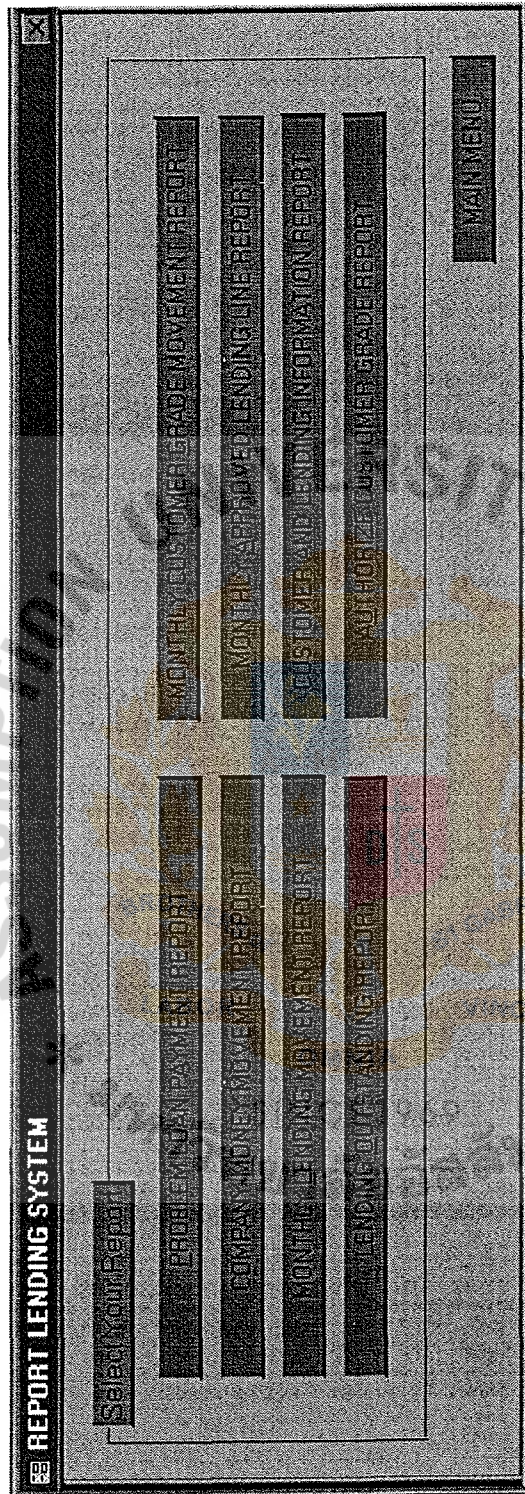 REPORT LENDING SYSTEM
Select Your Report
PROBLEM LOAN PAYMENT REPORT
MONTHLY CUSTOMER GRADE MOVEMENT REPORT
COMPANY-MONEY MOVEMENT REPORT
MONTHLY APPROVED LENDING LINE REPORT
MONTHLY LENDING MOVEMENT REPORT
CUSTOMER AND LENDING INFORMATION REPORT
LENDING OUTSTANDING REPORT
AUTHORIZE CUSTOMER GRADE REPORT
MAIN MENU